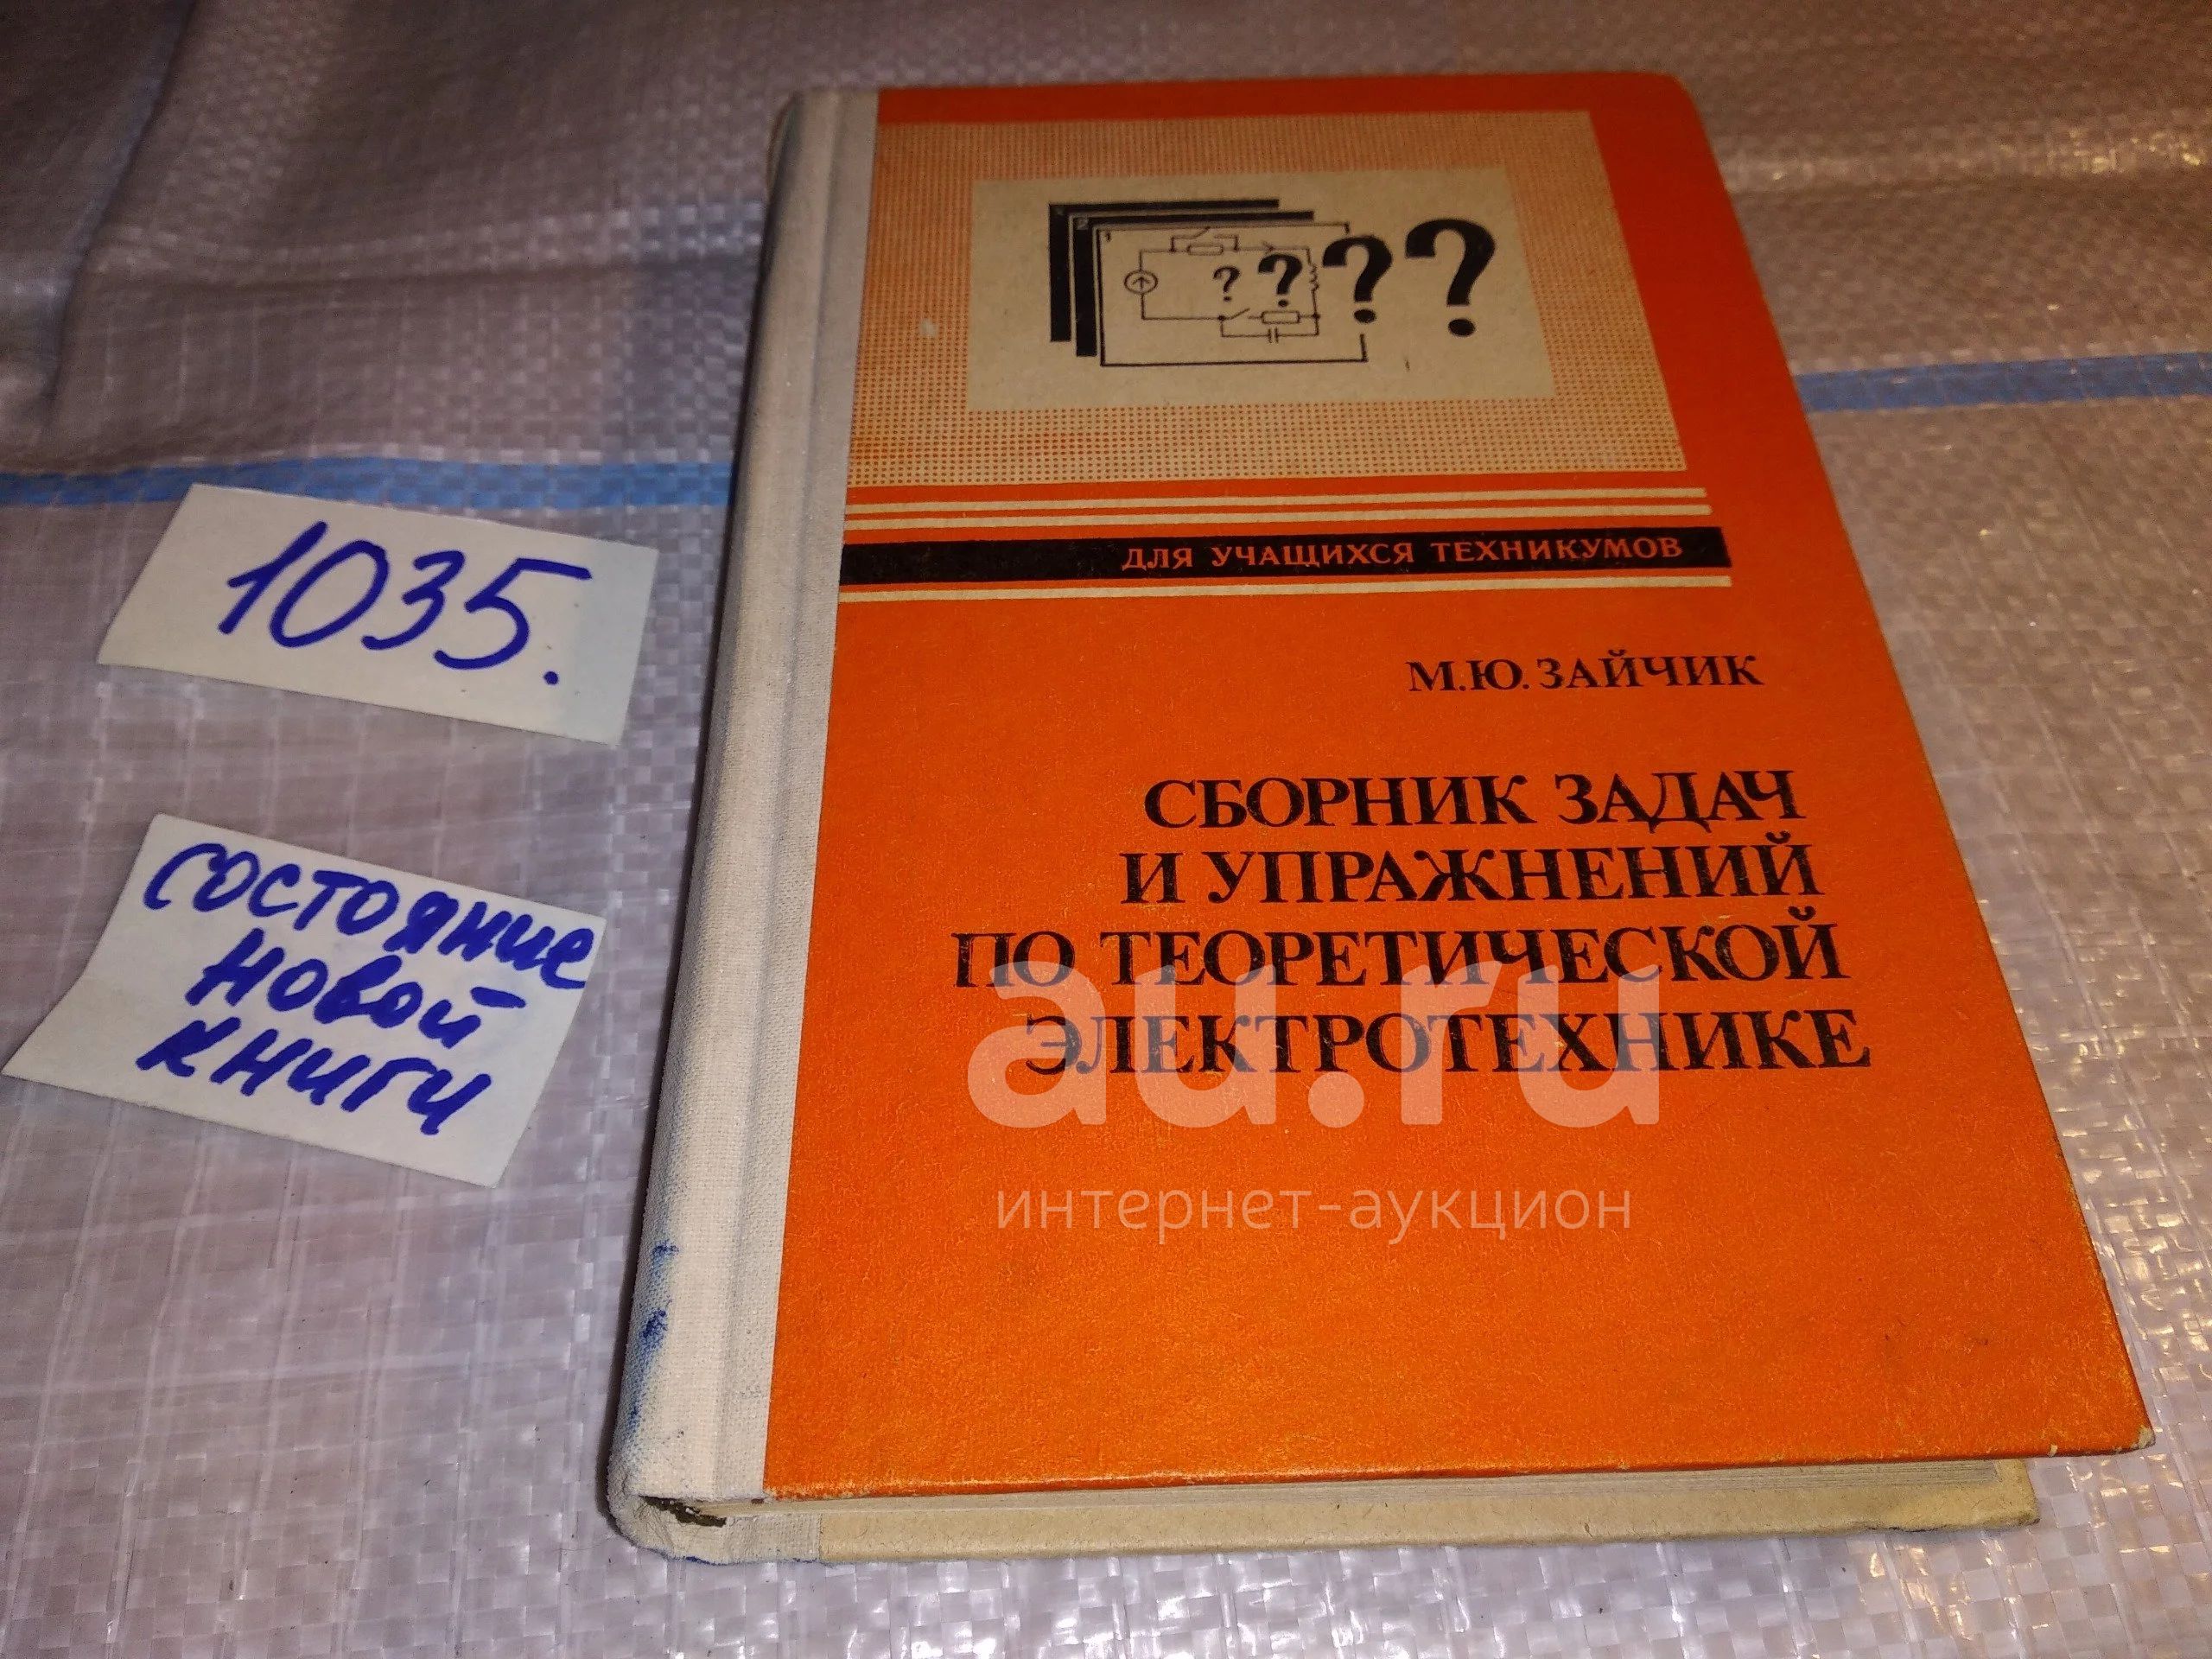 ? ? ? ?
ДЛЯ УЧАЩИХСЯ ТЕХНИКУМОВ
М.Ю. ЗАЙЧИК
СБОРНИК ЗАДАЧ
И УПРАЖНЕНИЙ
ПО ТЕОРЕТИЧЕСКОЙ
ЭЛЕКТРОТЕХНИКЕ
1035.
состояние
новой
книги
au.ru
интернет-аукцион